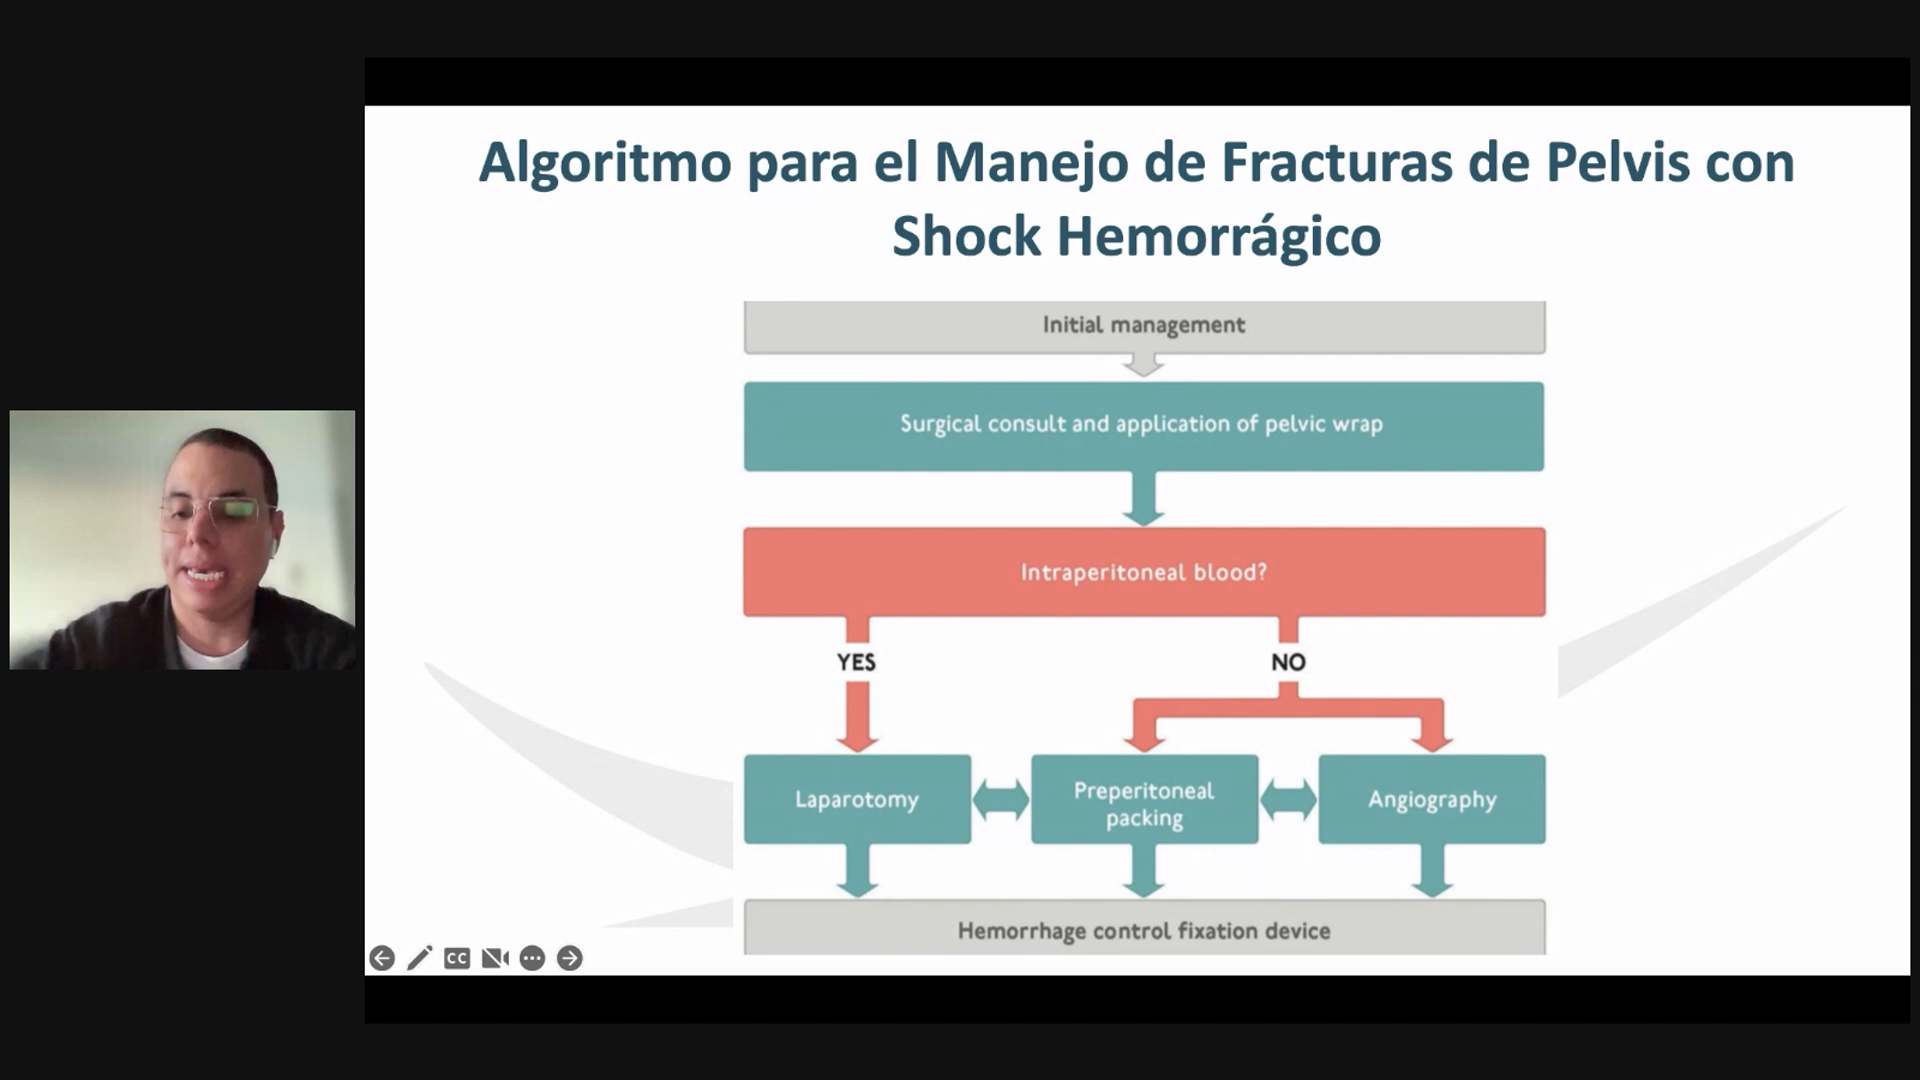 Algoritmo para el Manejo de Fracturas de Pelvis con
Shock Hemorrágico
Initial management
Surgical consult and application of pelvic wrap
Intraperitoneal blood?
YES
NO
Laparotomy
Preperitoneal
packing
Angiography
Hemorrhage control fixation device
CC